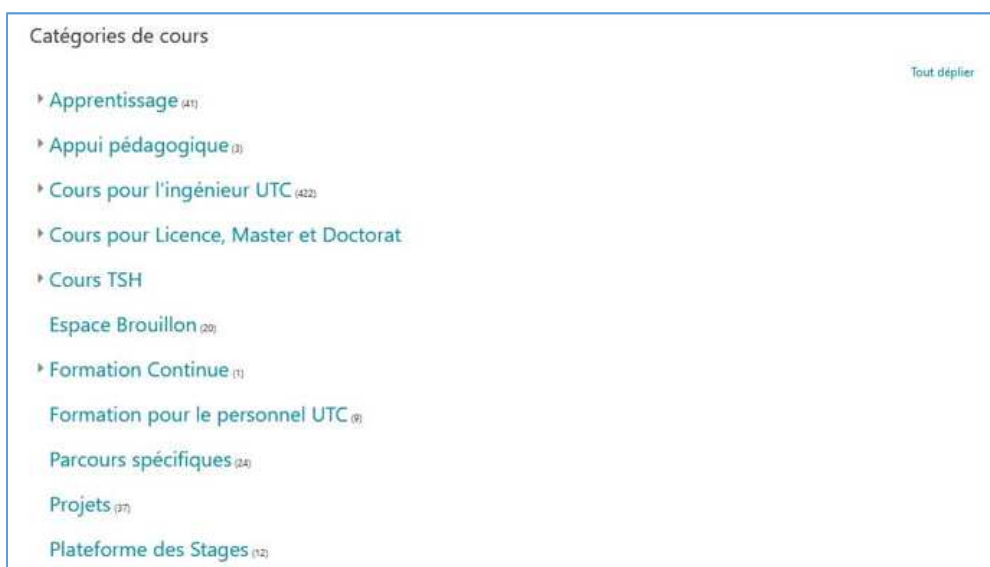 Catégories de cours
Tout déplier
Apprentissage (41)
Appui pédagogique (3)
Cours pour l'ingénieur UTC (422)
Cours pour Licence, Master et Doctorat
Cours TSH
Espace Brouillon (20)
Formation Continue (1)
Formation pour le personnel UTC (9)
Parcours spécifiques (24)
Projets (37)
Plateforme des Stages (12)